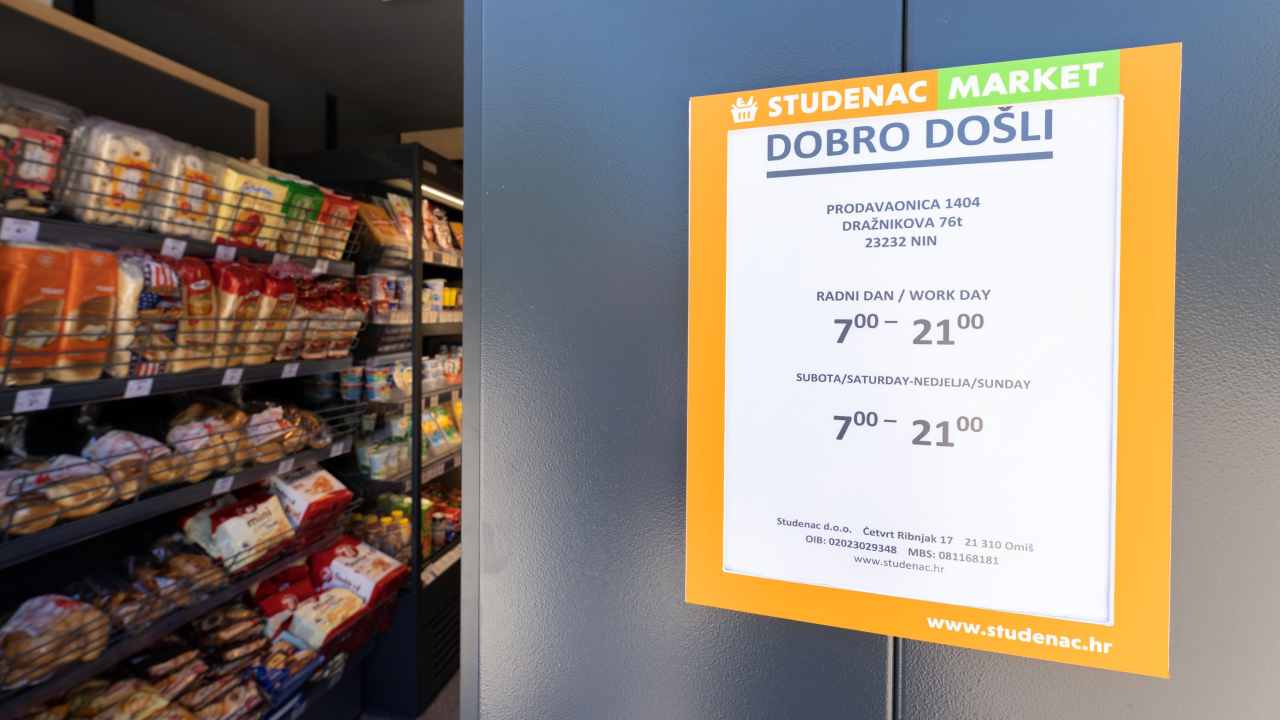 STUDENAC MARKET
DOBRO DOŠLI
PRODAVAONICA 1404
DRAŽNIKOVA 76t
23232 NIN
RADNI DAN / WORK DAY
7⁰⁰ – 21⁰⁰
SUBOTA/SATURDAY-NEDJELJA/SUNDAY
7⁰⁰ – 21⁰⁰
Studenac d.o.o. Četvrt Ribnjak 17 21 310 Omiš
OIB: 02023029348 MBS: 081168181
www.studenac.hr
www.studenac.hr
mini